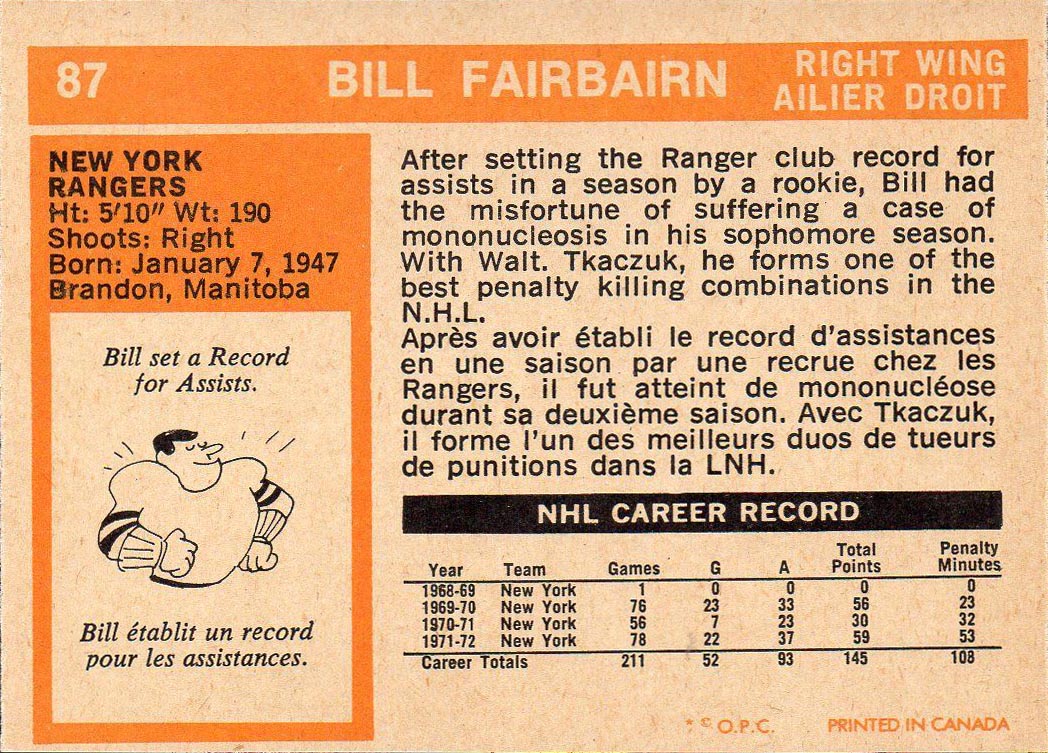 87
BILL FAIRBAIRN
RIGHT WING
AILIER DROIT
NEW YORK
RANGERS
Ht: 5'10" Wt: 190
Shoots: Right
Born: January 7, 1947
Brandon, Manitoba
Bill set a Record
for Assists.
Bill établit un record
pour les assistances.
After setting the Ranger club record for
assists in a season by a rookie, Bill had
the misfortune of suffering a case of
mononucleosis in his sophomore season.
With Walt. Tkaczuk, he forms one of the
best penalty killing combinations in the
N.H.L.
Après avoir établi le record d'assistances
en une saison par une recrue chez les
Rangers, il fut atteint de mononucléose
durant sa deuxième saison. Avec Tkaczuk,
il forme l'un des meilleurs duos de tueurs
de punitions dans la LNH.
NHL CAREER RECORD
Year Team Games G A Total Points Penalty Minutes
1968-69 New York 1 0 0 0 0
1969-70 New York 76 23 33 56 23
1970-71 New York 56 7 23 30 32
1971-72 New York 78 22 37 59 53
Career Totals 211 52 93 145 108
* © O.P.C. PRINTED IN CANADA